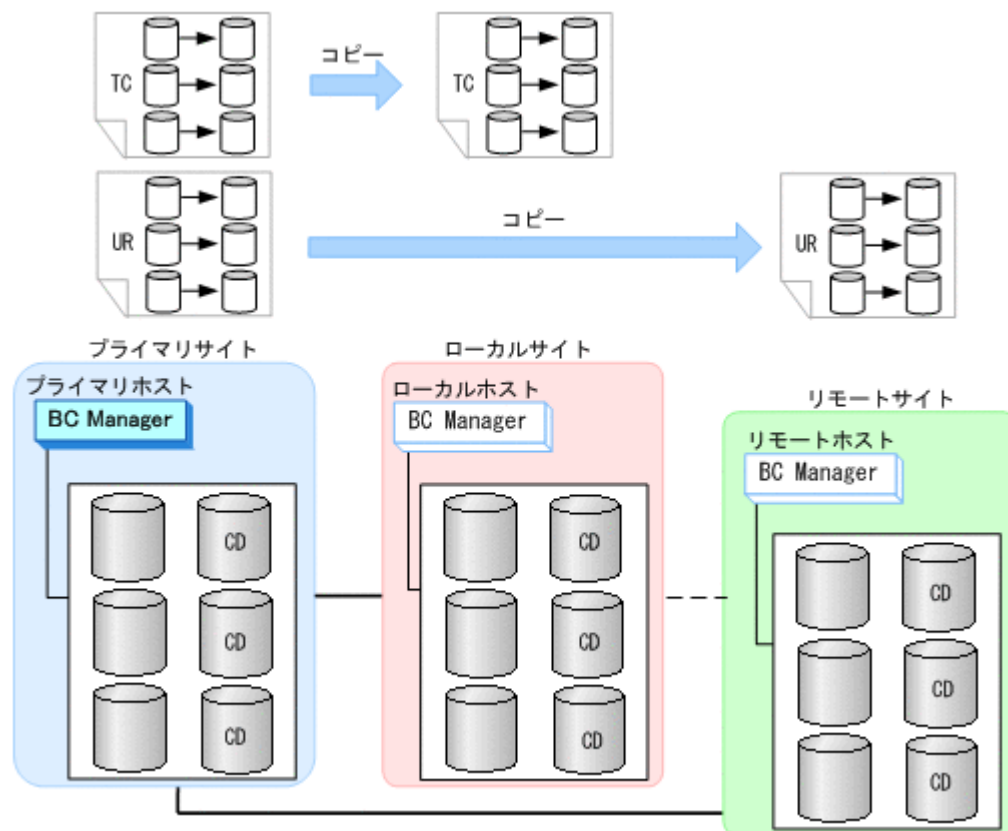 コピー
TC
TC
コピー
UR
UR
プライマリサイト
ローカルサイト
リモートサイト
プライマリホスト
BC Manager
ローカルホスト
BC Manager
リモートホスト
BC Manager
CD
CD
CD
CD
CD
CD
CD
CD
CD